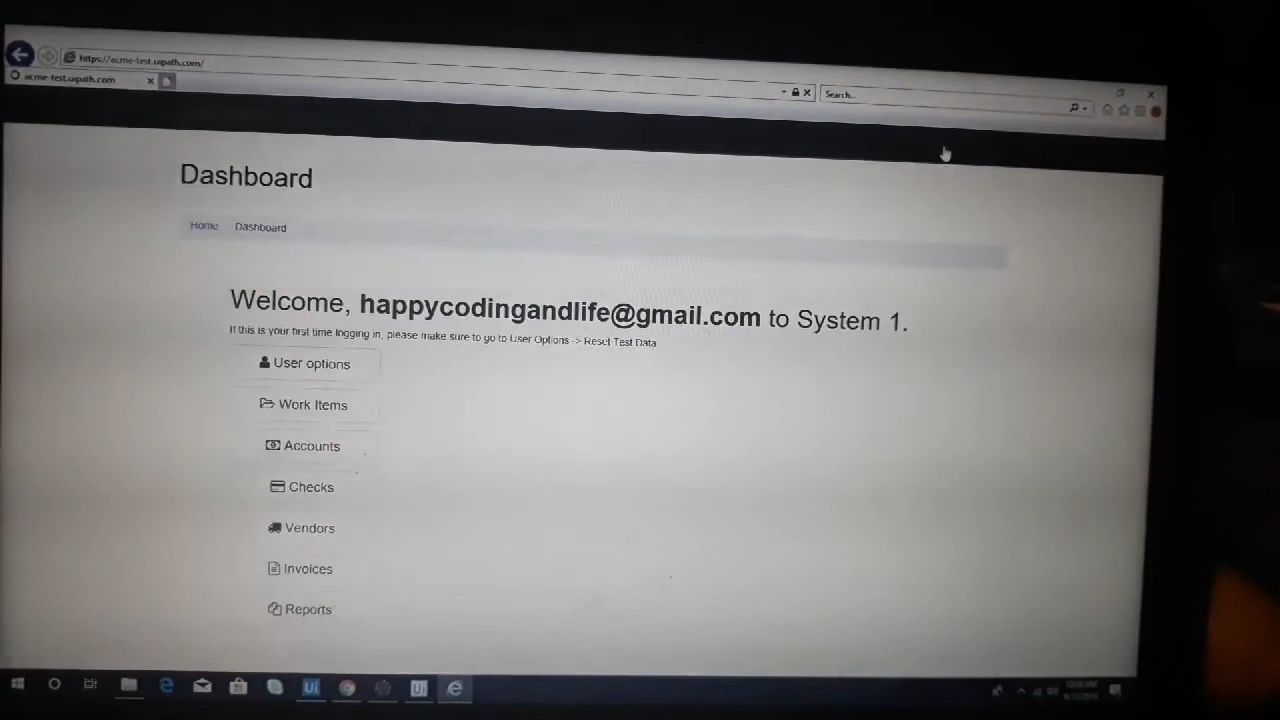 https://acme-test.uipath.com/
acme-test.uipath.com
Search...
Dashboard
Home Dashboard
Welcome, happycodingandlife@gmail.com to System 1.
If this is your first time logging in, please make sure to go to User Options -> Reset Test Data
User options
Work Items
Accounts
Checks
Vendors
Invoices
Reports
Ui
Ui